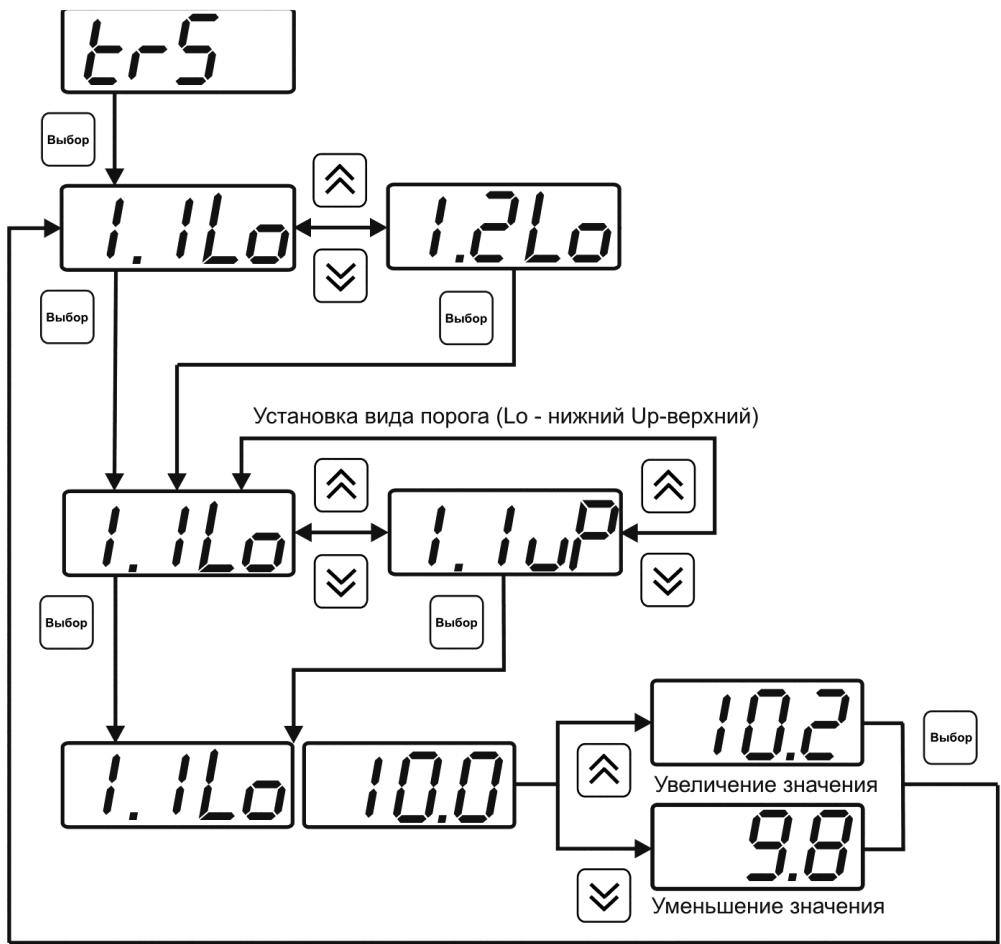 trS
Выбор
1.1Lo
1.2Lo
Выбор
Выбор
Установка вида порога (Lo - нижний Up-верхний)
1.1Lo
1.1uP
Выбор
Выбор
1.1Lo
10.0
10.2
Выбор
Увеличение значения
9.8
Уменьшение значения